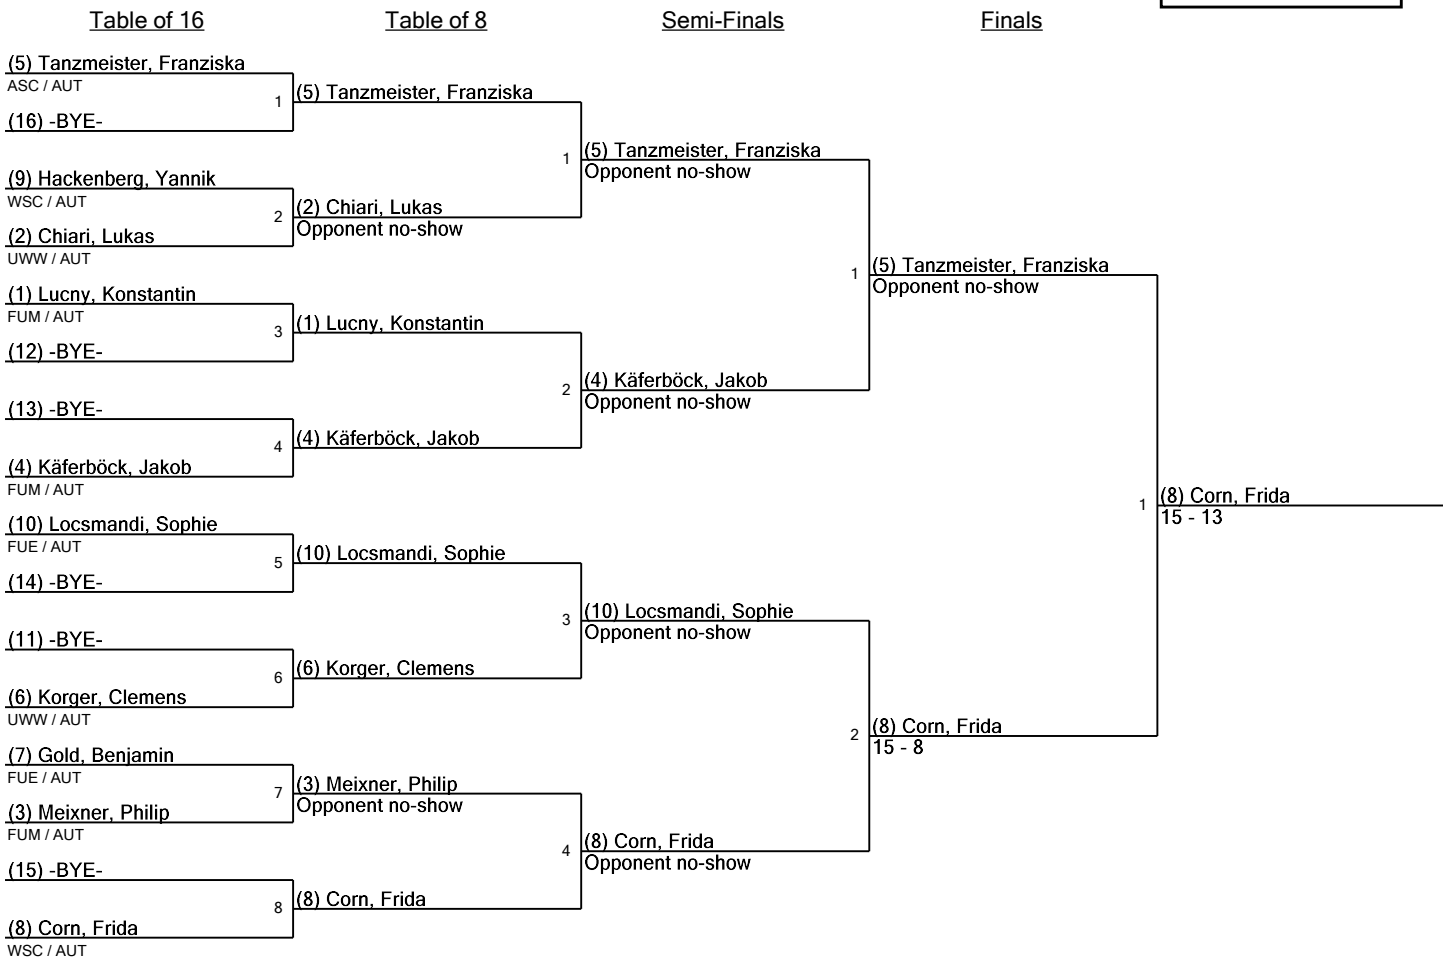 Table of 16
Table of 8
Semi-Finals
Finals
(5) Tanzmeister, Franziska
ASC / AUT
1
(16) -BYE-
(9) Hackenberg, Yannik
WSC / AUT
2
(2) Chiari, Lukas
UWW / AUT
(1) Lucny, Konstantin
FUM / AUT
3
(12) -BYE-
(13) -BYE-
4
(4) Käferböck, Jakob
FUM / AUT
(10) Locsmandi, Sophie
FUE / AUT
5
(14) -BYE-
(11) -BYE-
6
(6) Korger, Clemens
UWW / AUT
(7) Gold, Benjamin
FUE / AUT
7
(3) Meixner, Philip
FUM / AUT
(15) -BYE-
8
(8) Corn, Frida
WSC / AUT
(5) Tanzmeister, Franziska
1
(2) Chiari, Lukas
Opponent no-show
(1) Lucny, Konstantin
2
(4) Käferböck, Jakob
(10) Locsmandi, Sophie
3
(6) Korger, Clemens
(3) Meixner, Philip
Opponent no-show
4
(8) Corn, Frida
(5) Tanzmeister, Franziska
Opponent no-show
1
(4) Käferböck, Jakob
Opponent no-show
(10) Locsmandi, Sophie
Opponent no-show
2
(8) Corn, Frida
Opponent no-show
(5) Tanzmeister, Franziska
Opponent no-show
1
(8) Corn, Frida
15 - 8
(8) Corn, Frida
15 - 13